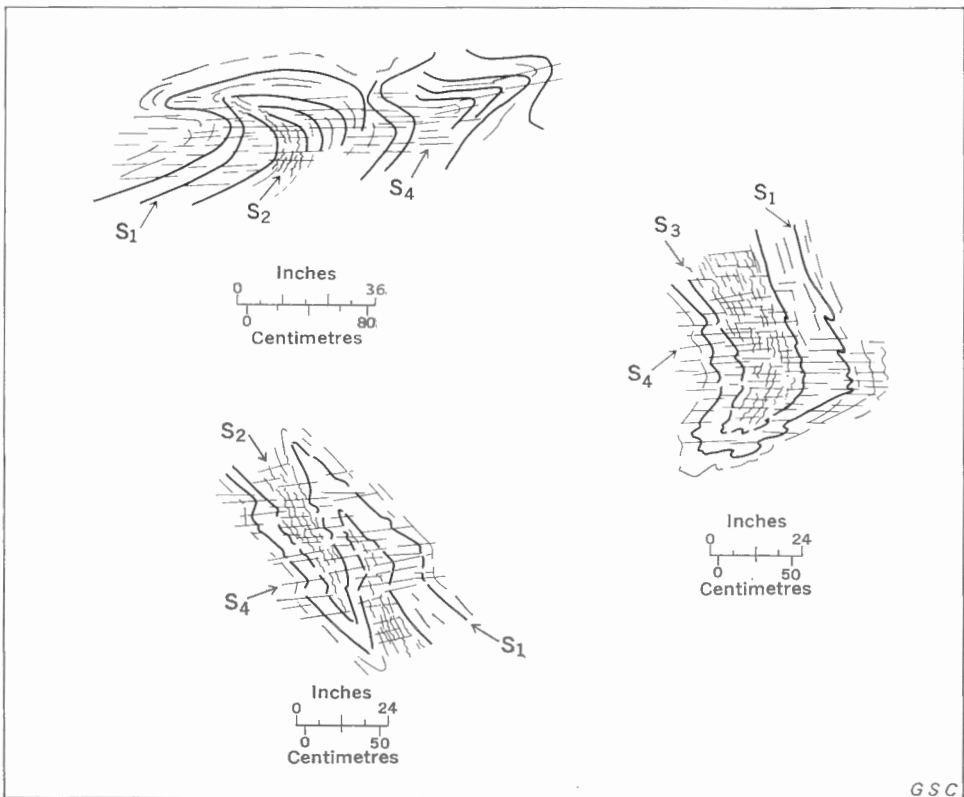 S1
S2
S4
Inches
0 36.
0 80
Centimetres
S3
S1
S4
Inches
0 24
0 50
Centimetres
S2
S4
S1
Inches
0 24
0 50
Centimetres
GSC